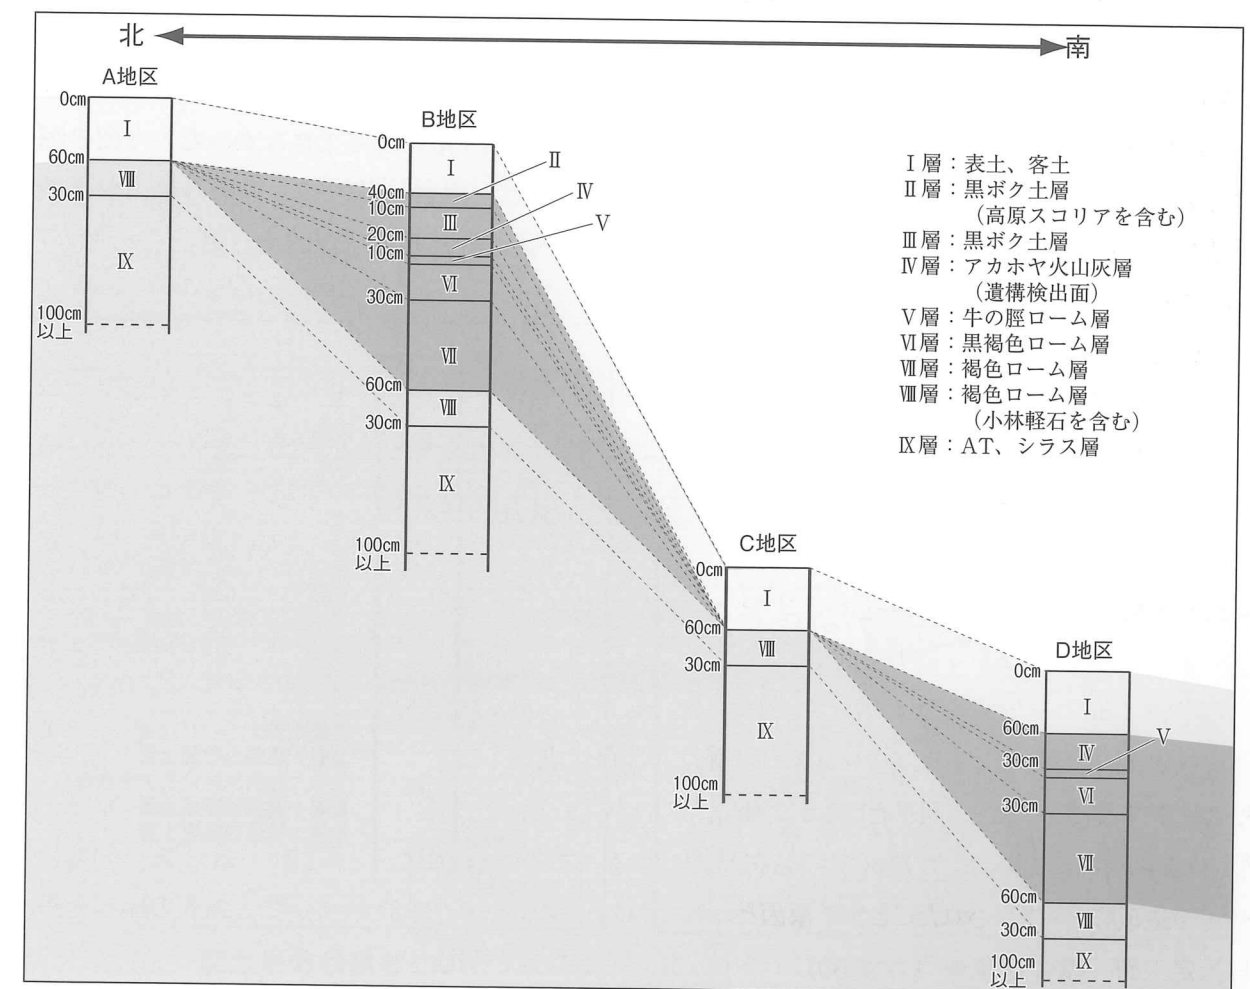 北 南
A地区
0cm
Ⅰ
60cm
Ⅷ
30cm
Ⅸ
100cm
以上
B地区
0cm
Ⅰ
Ⅱ
40cm
10cm
Ⅲ
Ⅳ
20cm
Ⅴ
10cm
Ⅵ
30cm
Ⅶ
60cm
Ⅷ
30cm
Ⅸ
100cm
以上
C地区
0cm
Ⅰ
60cm
Ⅷ
30cm
Ⅸ
100cm
以上
D地区
0cm
Ⅰ
60cm
Ⅳ
Ⅴ
30cm
Ⅵ
30cm
Ⅶ
60cm
Ⅷ
30cm
Ⅸ
100cm
以上
Ⅰ層：表土、客土
Ⅱ層：黒ボク土層
（高原スコリアを含む）
Ⅲ層：黒ボク土層
Ⅳ層：アカホヤ火山灰層
（遺構検出面）
Ⅴ層：牛の脛ローム層
Ⅵ層：黒褐色ローム層
Ⅶ層：褐色ローム層
Ⅷ層：褐色ローム層
（小林軽石を含む）
Ⅸ層：AT、シラス層